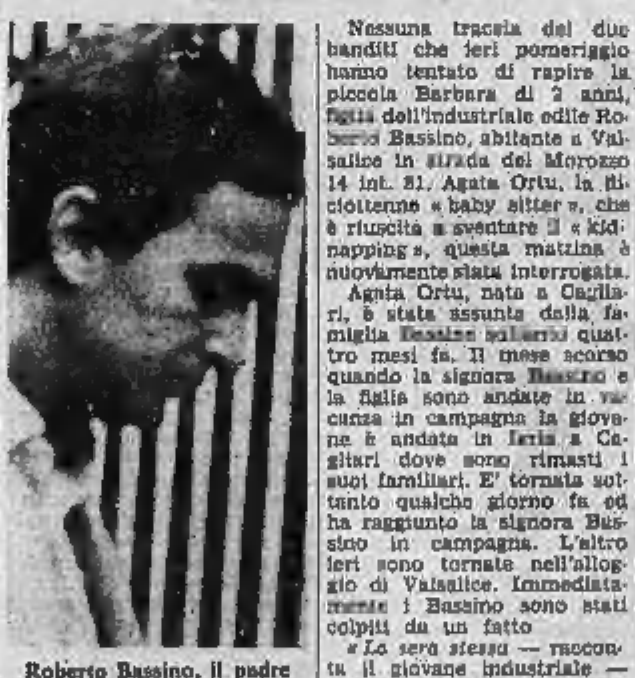 Nessuna traccia dei due
banditi che ieri pomeriggio
hanno tentato di rapire la
piccola Barbara di 2 anni,
figlia dell'industriale edile Ro-
berto Bassino, abitante a Val-
salice in strada del Morozzo
14 int. 81. Agata Ortu, la di-
ciottenne « baby sitter », che
è riuscita a sventare il « kid-
napping », questa mattina è
nuovamente stata interrogata.
Agata Ortu, nata a Caglia-
ri, è stata assunta dalla fa-
miglia Bassino soltanto quat-
tro mesi fa. Il mese scorso
quando la signora Bassino e
la figlia sono andate in va-
canza in campagna la giova-
ne è andata in ferie a Ca-
gliari dove sono rimasti i
suoi familiari. E' tornata sol-
tanto qualche giorno fa ed
ha raggiunto la signora Bas-
sino in campagna. L'altro
ieri sono tornate nell'allog-
gio di Valsalice. Immediata-
mente i Bassino sono stati
colpiti da un fatto
« La sera stessa — raccon-
ta il giovane industriale —
Roberto Bassino, il padre